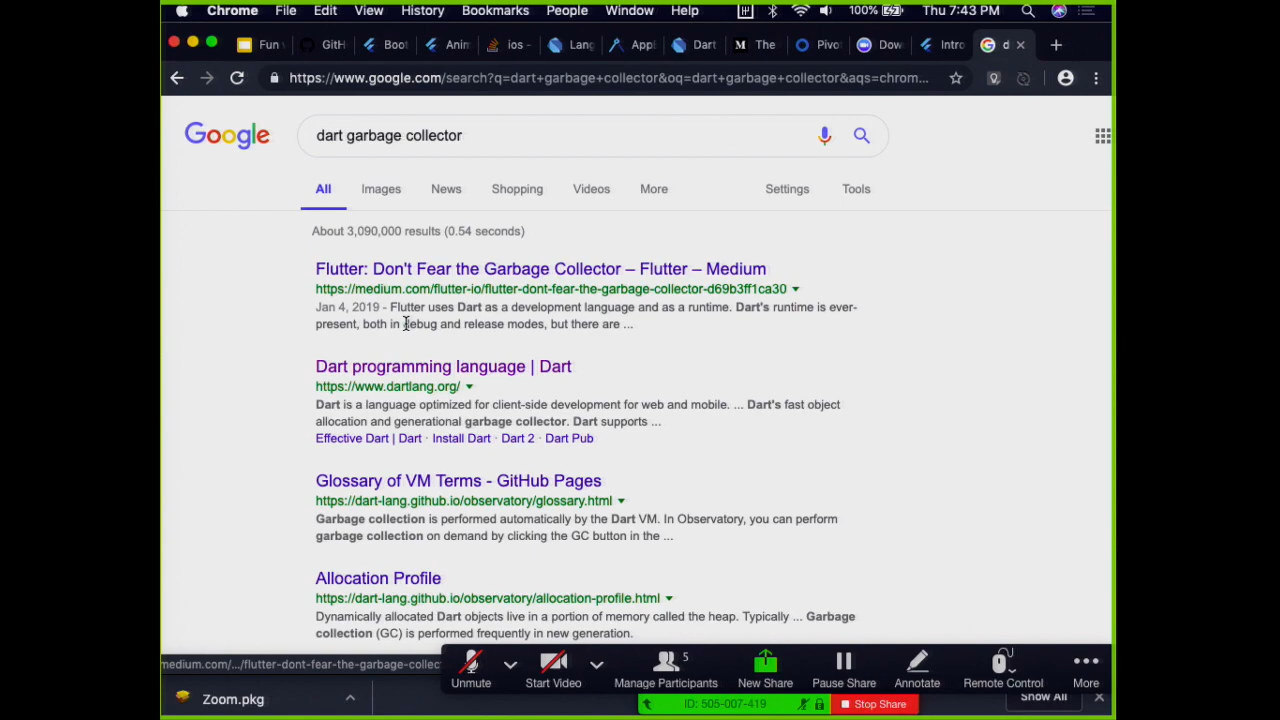 Chrome File Edit View History Bookmarks People Window Help 100% Thu 7:43 PM
Fun GitH Boot Anin ios - Lang Appl Dart M The Pivot Dow Intro d
https://www.google.com/search?q=dart+garbage+collector&oq=dart+garbage+collector&aqs=chrom...
Google dart garbage collector
All Images News Shopping Videos More Settings Tools
About 3,090,000 results (0.54 seconds)
Flutter: Don't Fear the Garbage Collector – Flutter – Medium
https://medium.com/flutter-io/flutter-dont-fear-the-garbage-collector-d69b3ff1ca30
Jan 4, 2019 - Flutter uses Dart as a development language and as a runtime. Dart's runtime is ever-
present, both in debug and release modes, but there are ...
Dart programming language | Dart
https://www.dartlang.org/
Dart is a language optimized for client-side development for web and mobile. ... Dart's fast object
allocation and generational garbage collector. Dart supports ...
Effective Dart | Dart · Install Dart · Dart 2 · Dart Pub
Glossary of VM Terms - GitHub Pages
https://dart-lang.github.io/observatory/glossary.html
Garbage collection is performed automatically by the Dart VM. In Observatory, you can perform
garbage collection on demand by clicking the GC button in the ...
Allocation Profile
https://dart-lang.github.io/observatory/allocation-profile.html
Dynamically allocated Dart objects live in a portion of memory called the heap. Typically ... Garbage
collection (GC) is performed frequently in new generation.
medium.com/.../flutter-dont-fear-the-garbage-collec
5
Unmute Start Video Manage Participants New Share Pause Share Annotate Remote Control More
Zoom.pkg ID: 505-007-419 Stop Share Show All